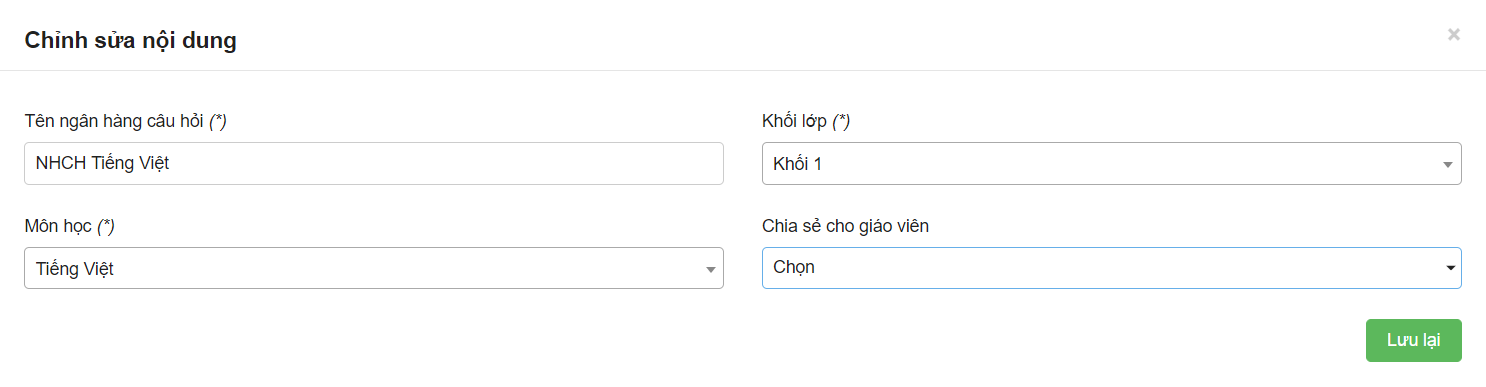 Chỉnh sửa nội dung
×
Tên ngân hàng câu hỏi (*)
NHCH Tiếng Việt
Khối lớp (*)
Khối 1
Môn học (*)
Tiếng Việt
Chia sẻ cho giáo viên
Chọn
Lưu lại